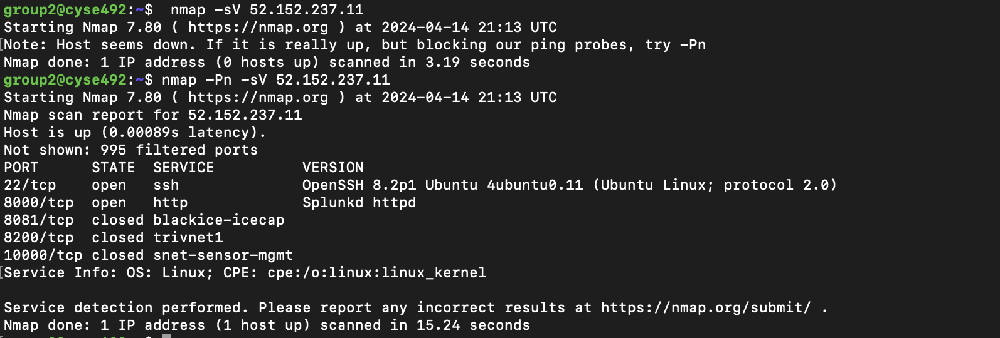 group2@cyse492:~$  nmap -sV 52.152.237.11
Starting Nmap 7.80 ( https://nmap.org ) at 2024-04-14 21:13 UTC
[Note: Host seems down. If it is really up, but blocking our ping probes, try -Pn
Nmap done: 1 IP address (0 hosts up) scanned in 3.19 seconds
group2@cyse492:~$ nmap -Pn -sV 52.152.237.11
Starting Nmap 7.80 ( https://nmap.org ) at 2024-04-14 21:13 UTC
Nmap scan report for 52.152.237.11
Host is up (0.00089s latency).
Not shown: 995 filtered ports
PORT      STATE  SERVICE          VERSION
22/tcp    open   ssh              OpenSSH 8.2p1 Ubuntu 4ubuntu0.11 (Ubuntu Linux; protocol 2.0)
8000/tcp  open   http             Splunkd httpd
8081/tcp  closed blackice-icecap
8200/tcp  closed trivnet1
10000/tcp closed snet-sensor-mgmt
[Service Info: OS: Linux; CPE: cpe:/o:linux:linux_kernel
Service detection performed. Please report any incorrect results at https://nmap.org/submit/ .
Nmap done: 1 IP address (1 host up) scanned in 15.24 seconds